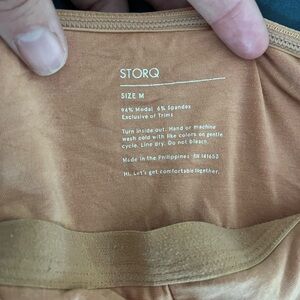 STORQ
SIZE M
94% Modal 6% Spandex
Exclusive of Trims
Turn inside out. Hand or machine
wash cold with like colors on gentle
cycle. Line dry. Do not bleach.
Made in the Philippines RN 141653
Hi. Let's get comfortable together.